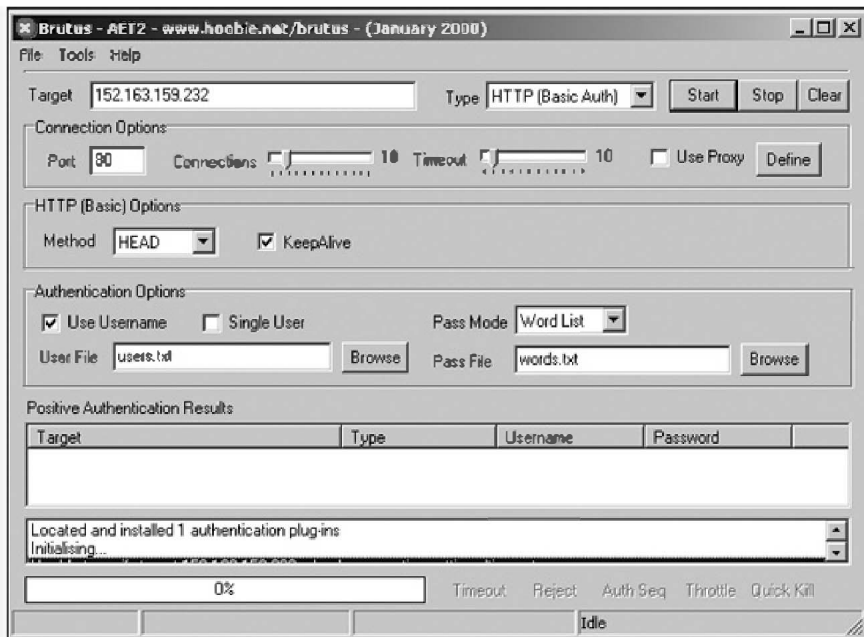 Brutus - AET2 - www.hoobie.net/brutus - (January 2000)
File Tools Help
Target 152.163.159.232 Type HTTP (Basic Auth) Start Stop Clear
Connection Options
Port 80 Connections 10 Timeout 10 Use Proxy Define
HTTP (Basic) Options
Method HEAD KeepAlive
Authentication Options
Use Username Single User Pass Mode Word List
User File users.txt Browse Pass File words.txt Browse
Positive Authentication Results
Target Type Username Password
Located and installed 1 authentication plug-ins
Initialising...
0% Timeout Reject Auth Seq Throttle Quick Kill
Idle